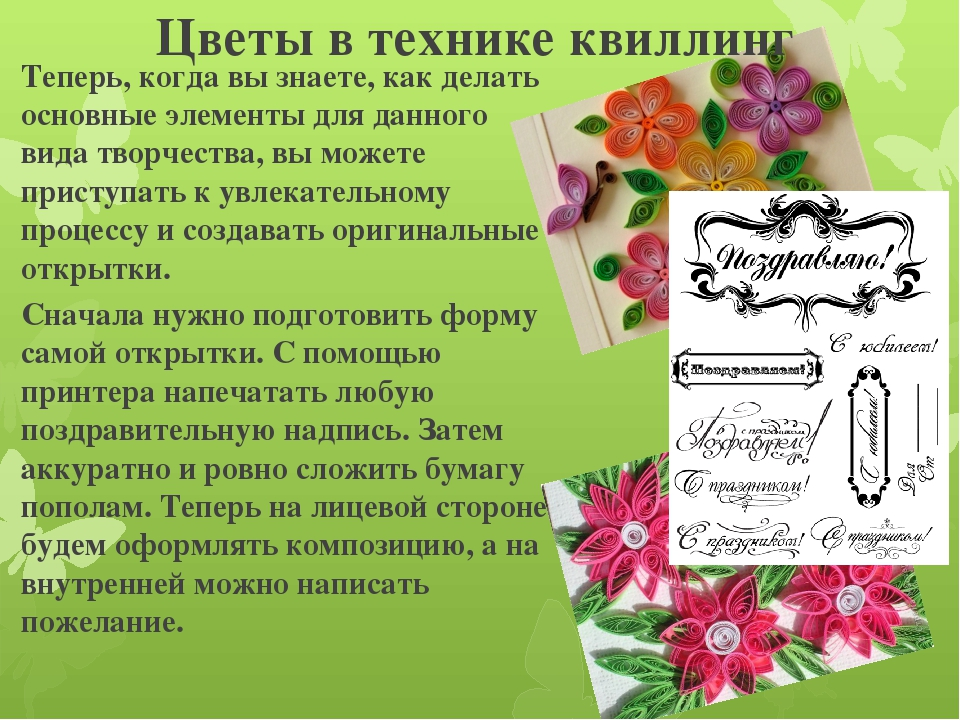 Цветы в технике квиллинг
Теперь, когда вы знаете, как делать
основные элементы для данного
вида творчества, вы можете
приступать к увлекательному
процессу и создавать оригинальные
открытки.
Сначала нужно подготовить форму
самой открытки. С помощью
принтера напечатать любую
поздравительную надпись. Затем
аккуратно и ровно сложить бумагу
пополам. Теперь на лицевой стороне
будем оформлять композицию, а на
внутренней можно написать
пожелание.
Поздравляю!
С юбилеем!
Поздравляем!
с праздником
Поздравляем!
С юбилеем!
Для
От
С праздником!
С праздником!
С праздником!